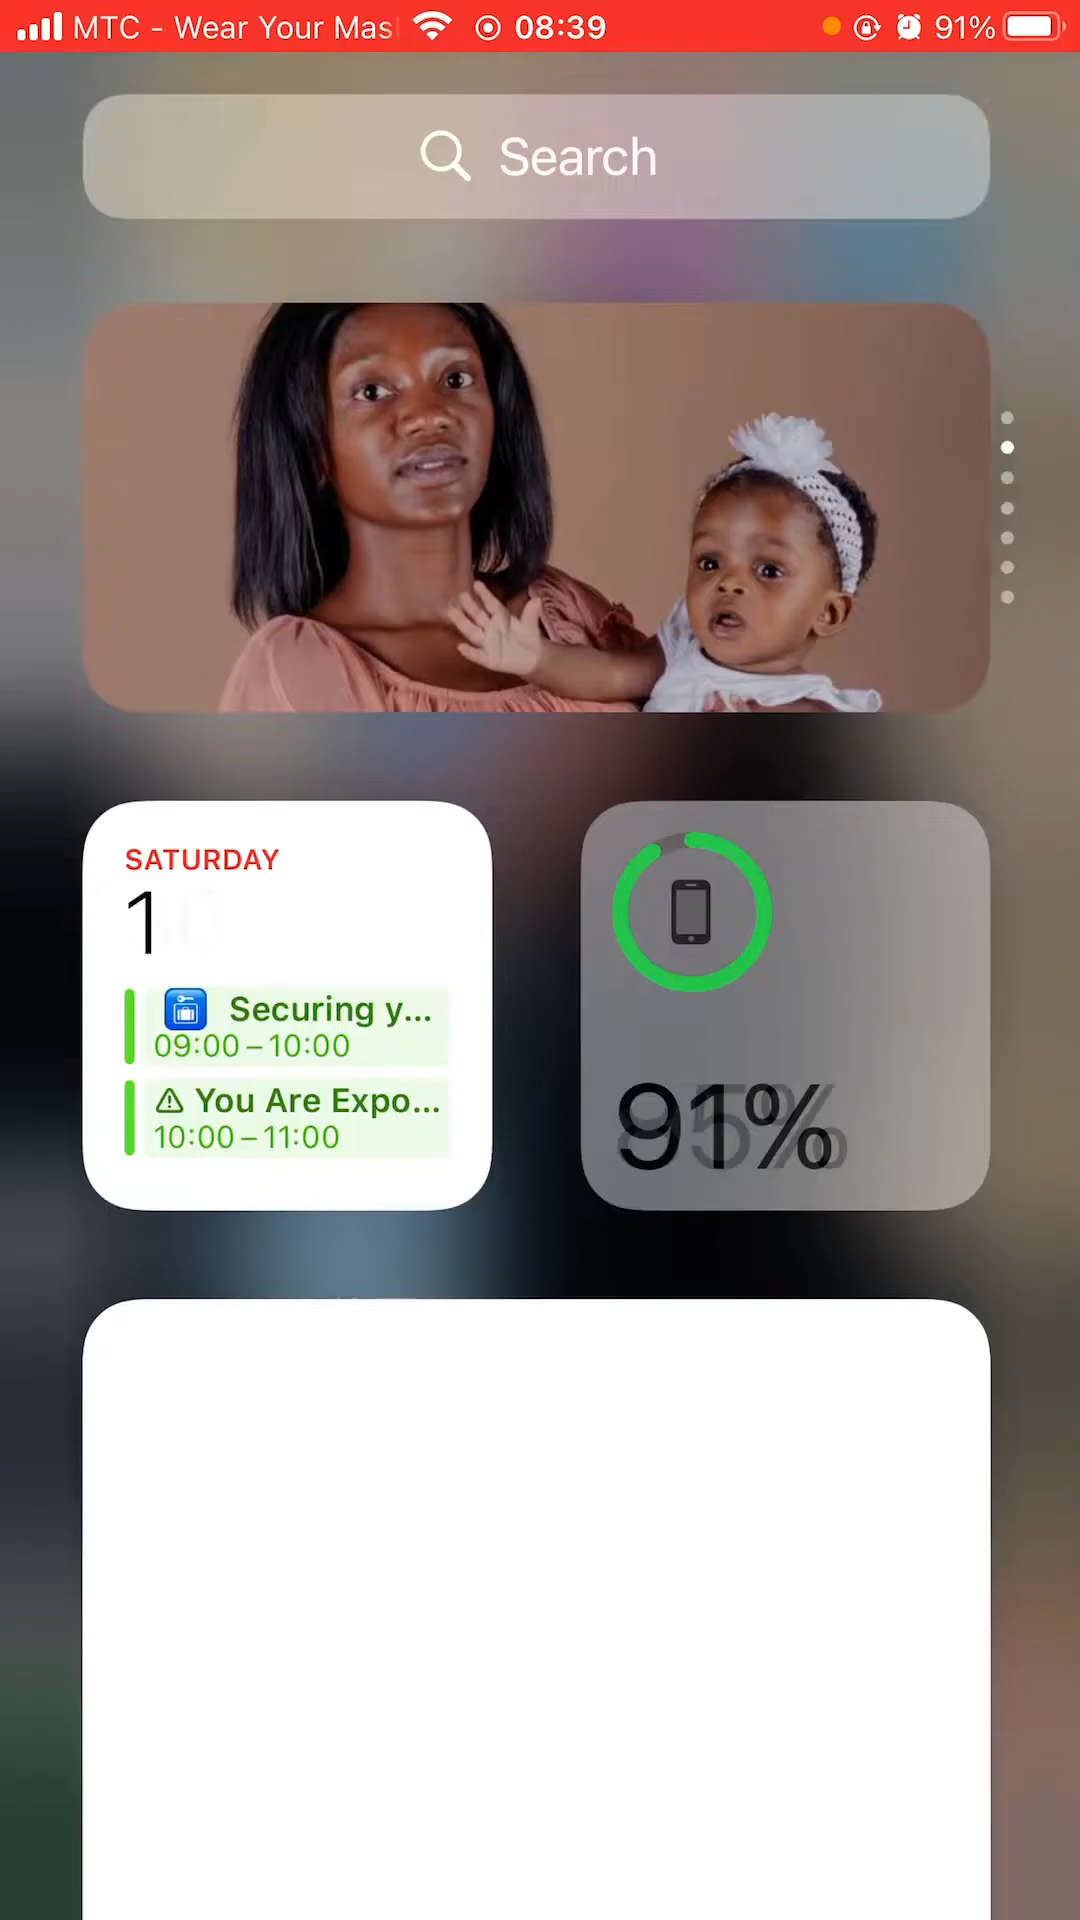 MTC - Wear Your Mas
08:39
91%
Search
SATURDAY
1
Securing y...
09:00 – 10:00
You Are Expo...
10:00 – 11:00
91%